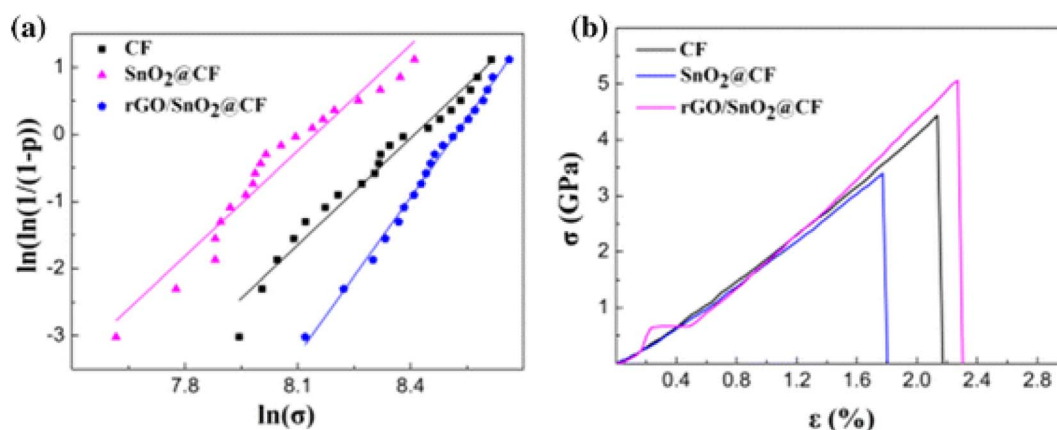 (a)
CF
SnO₂@CF
rGO/SnO₂@CF
ln(ln(1/(1-p)))
1
0
-1
-2
-3
7.8 8.1 8.4
ln(σ)
(b)
CF
SnO₂@CF
rGO/SnO₂@CF
σ (GPa)
6
5
4
3
2
1
0.4 0.8 1.2 1.6 2.0 2.4 2.8
ε (%)